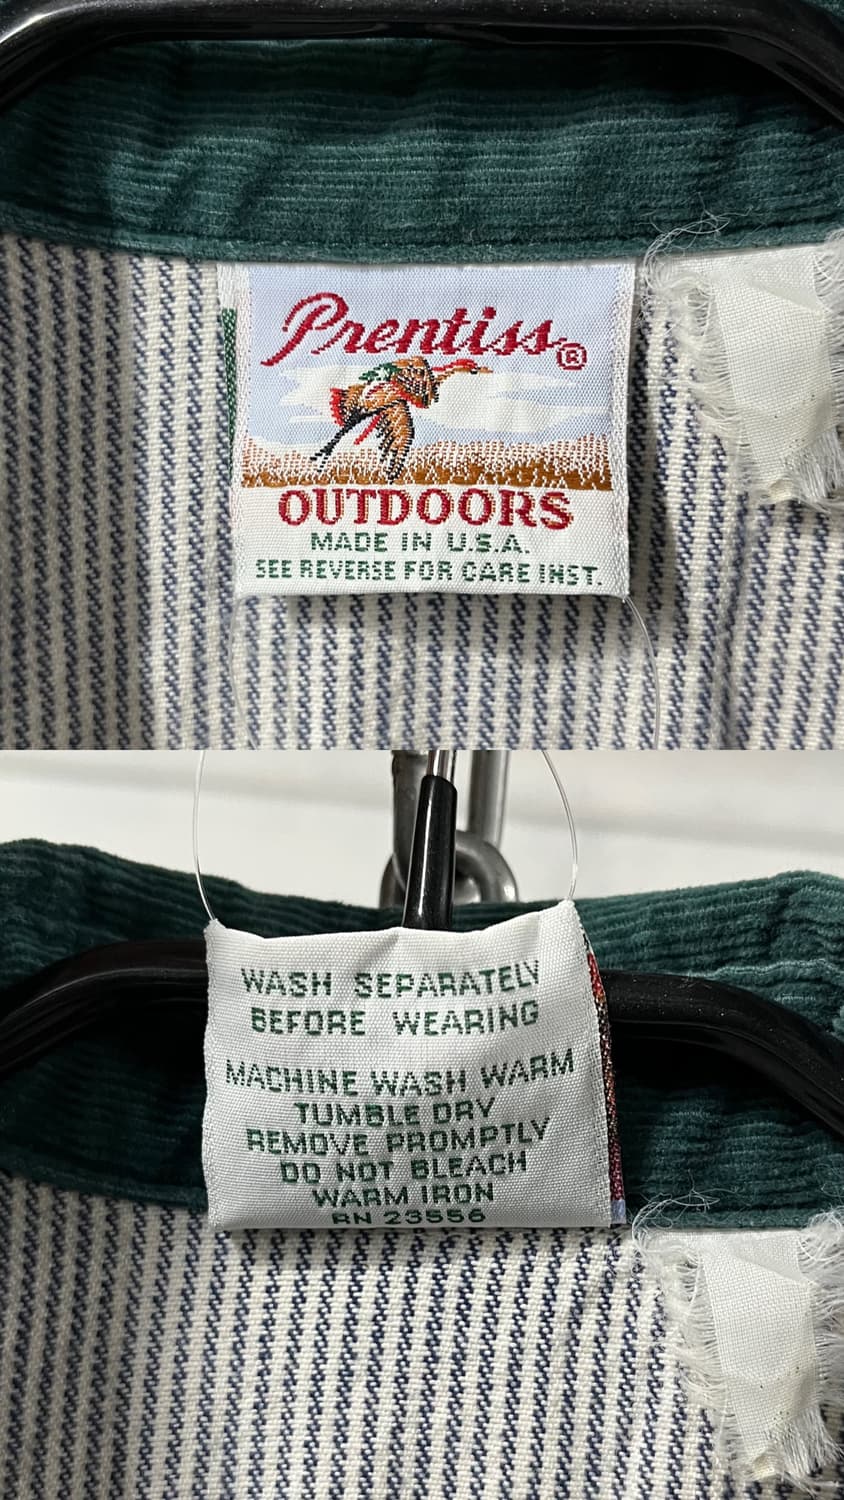 Prentiss®
OUTDOORS
MADE IN U.S.A.
SEE REVERSE FOR CARE INST.
WASH SEPARATELY
BEFORE WEARING
MACHINE WASH WARM
TUMBLE DRY
REMOVE PROMPTLY
DO NOT BLEACH
WARM IRON
RN 23556